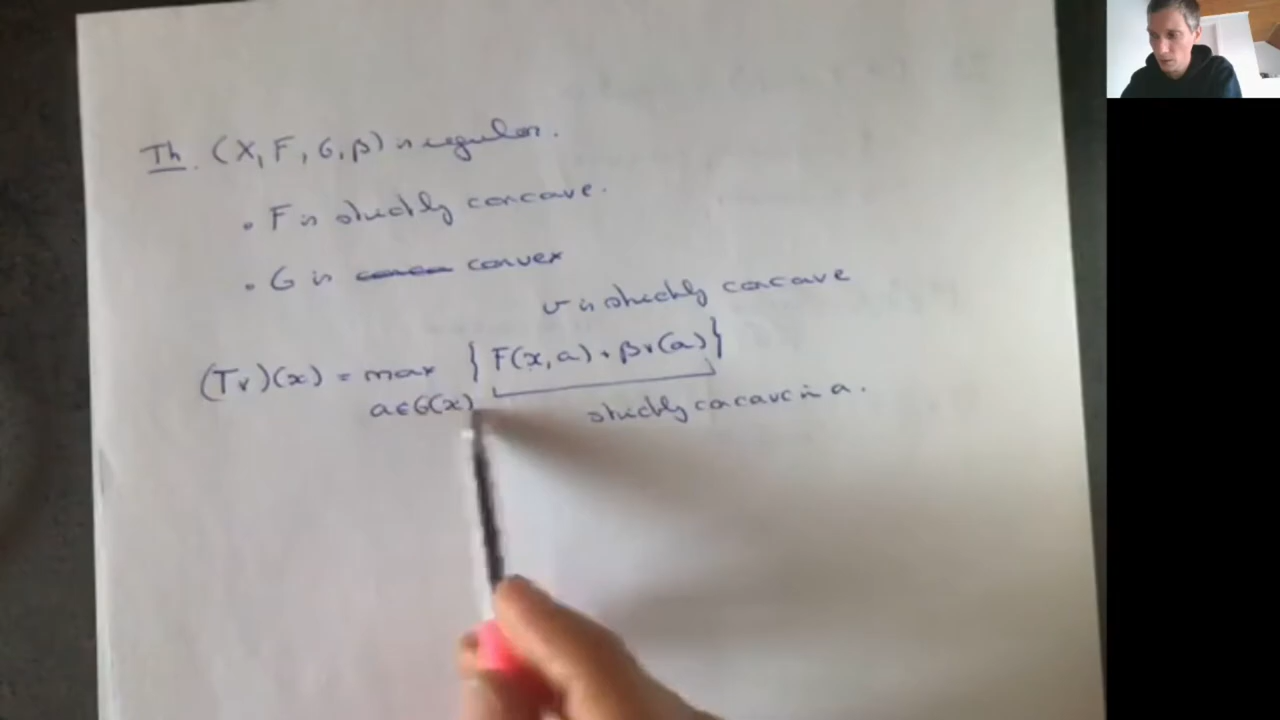 Th. (X, F, G, β) is regular.
• F is strictly concave.
• G is convex
v is strictly concave
(Tv)(x) = max { F(x,a) + βv(a) }
a∈G(x)
strictly concave in a.